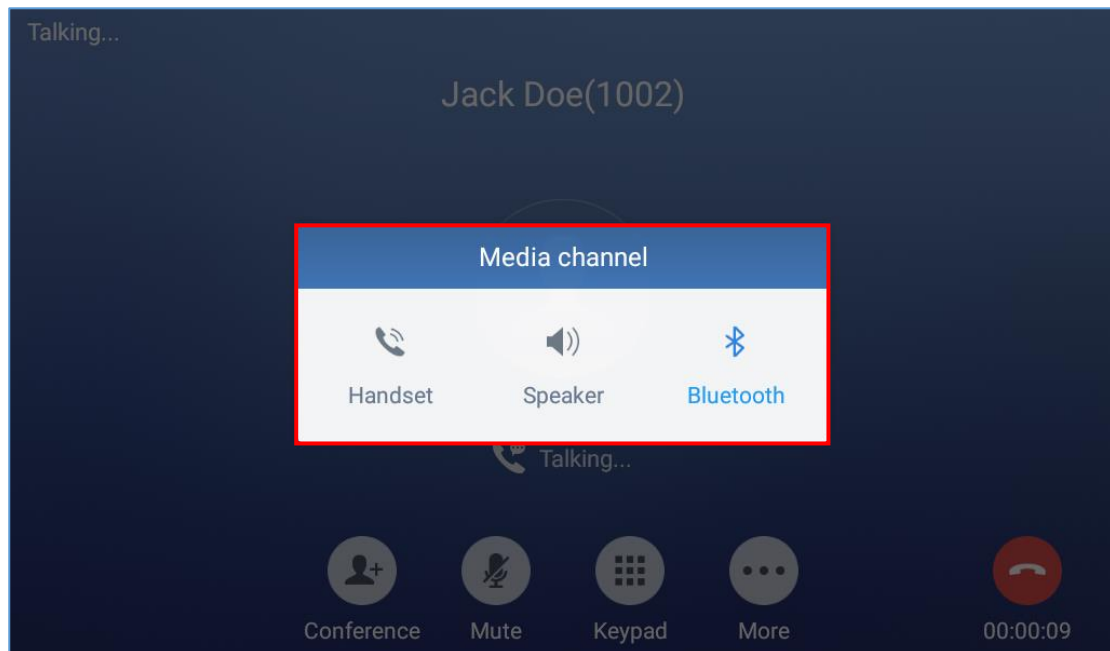 Talking...
Jack Doe(1002)
Media channel
Handset Speaker Bluetooth
Talking...
Conference Mute Keypad More 00:00:09